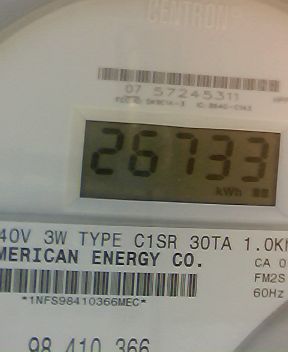 CENTRON
07 57245311
26733
kWh
40V 3W TYPE C1SR 30TA 1.0Kh
MERICAN ENERGY CO.
CA 0
FM2S
60Hz
*1NFS98410366MEC*
98 410 366